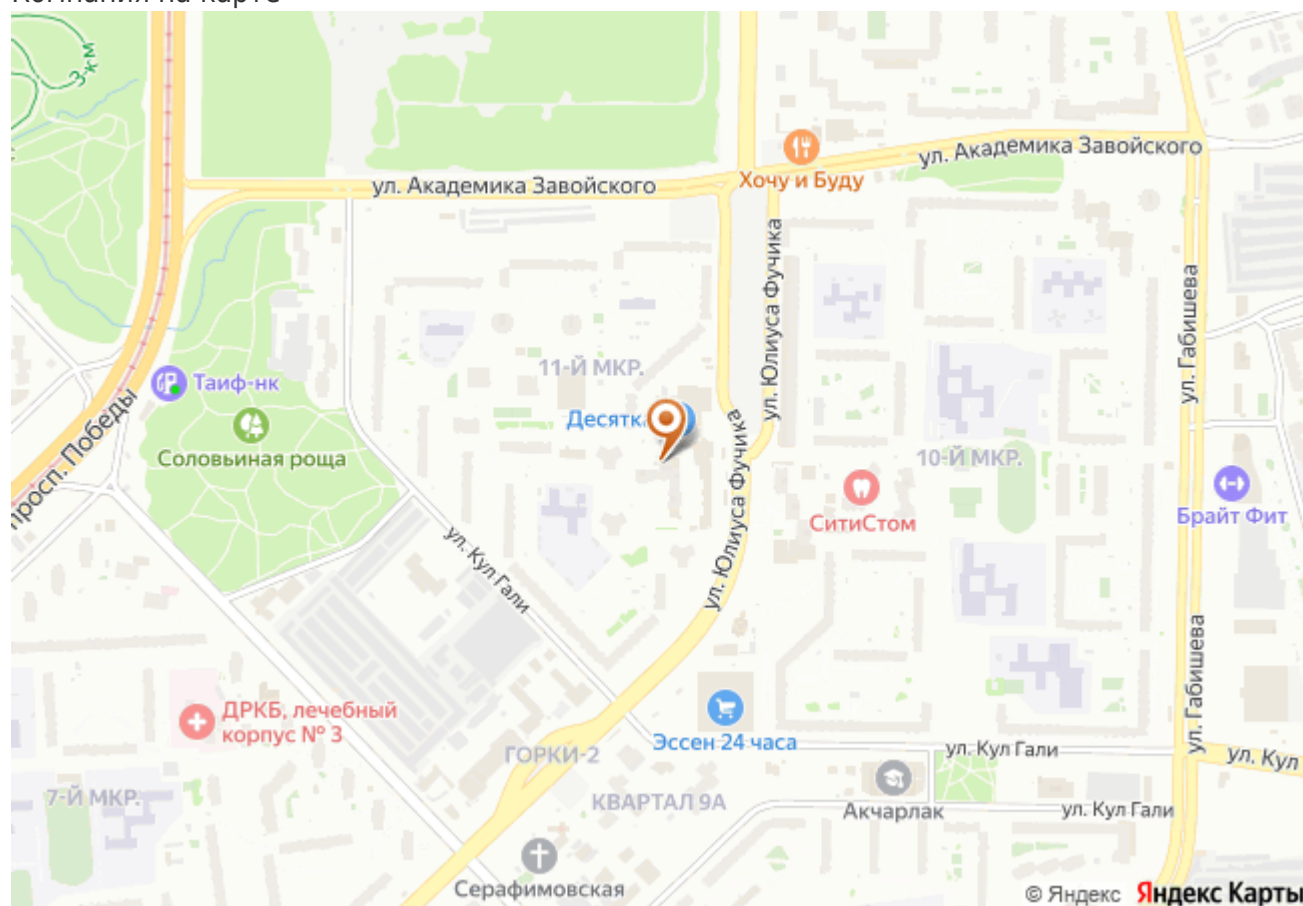 3 км
ул. Академика Завойского
Хочу и Буду
ул. Академика Завойского
ул. Юлиуса Фучика
ул. Габишева
11-Й МКР.
Таиф-нк
Десятка
Соловьиная роща
просп. Победы
ул. Юлиуса Фучика
10-Й МКР.
СитиСтом
Брайт Фит
ул. Кул Гали
ул. Габишева
ДРКБ, лечебный
корпус № 3
Эссен 24 часа
ГОРКИ-2
ул. Кул Гали
ул. Кул
7-Й МКР.
КВАРТАЛ 9А
Акчарлак
ул. Кул Гали
Серафимовская
© Яндекс Яндекс Карты